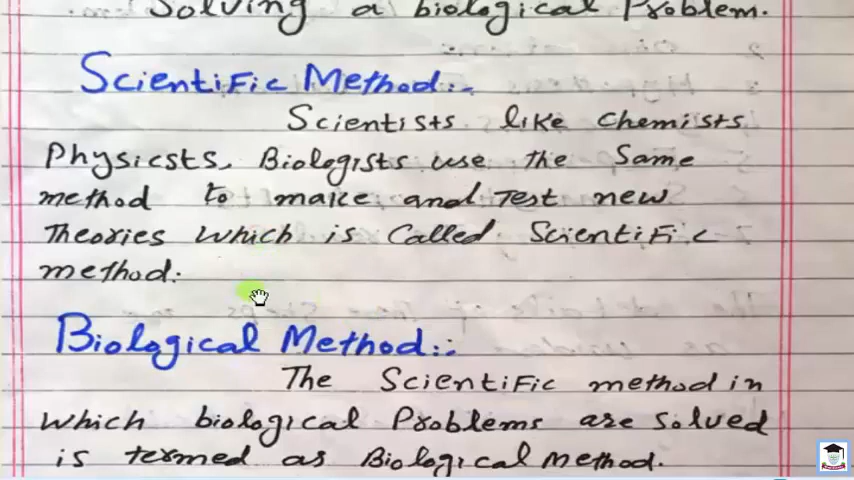 Solving a biological Problem.
Scientific Method:-
Scientists like chemists,
Physicsts, Biologists use the same
method to make and Test new
Theories which is called Scientific
method.
Biological Method:-
The Scientific method in
which biological Problems are solved
is termed as Biological Method.